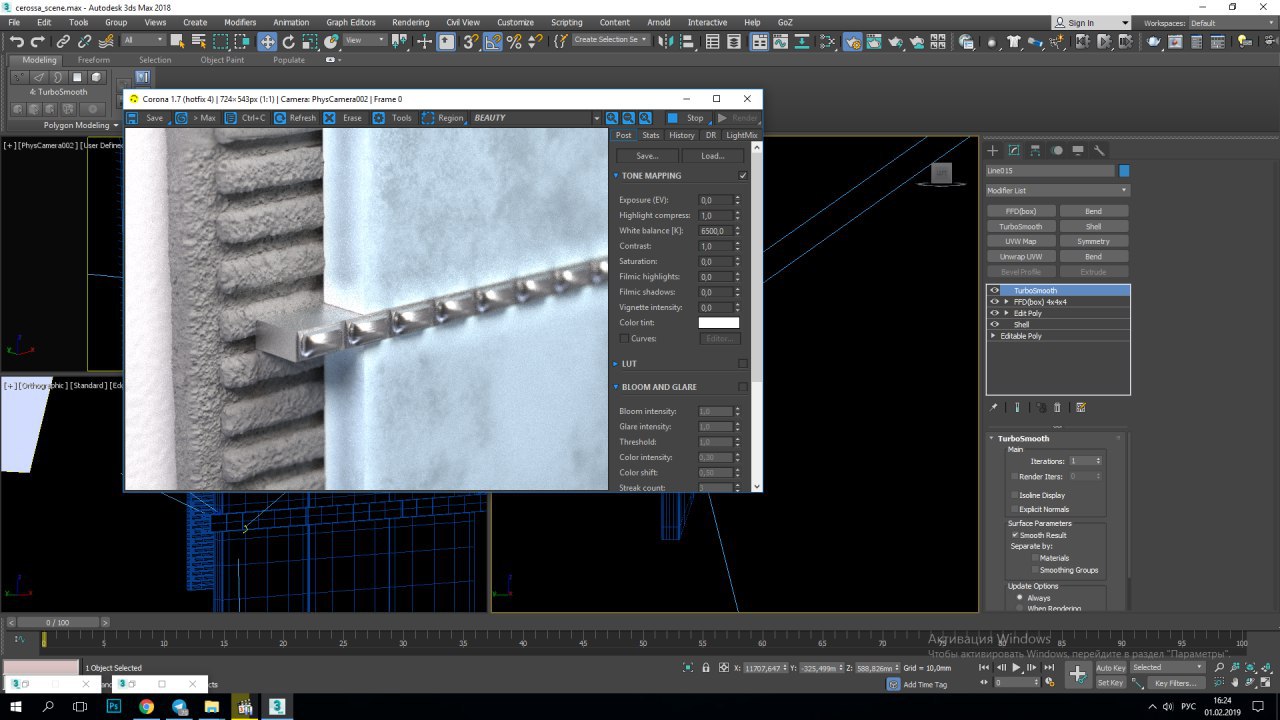 cerossa_scene.max - Autodesk 3ds Max 2018
File Edit Tools Group Views Create Modifiers Animation Graph Editors Rendering Civil View Customize Scripting Content Arnold Interactive Help GoZ
Sign In Workspaces: Default
All View Create Selection Se
Modeling Freeform Selection Object Paint Populate
4: TurboSmooth
Polygon Modeling
Corona 1.7 (hotfix 4) | 724×543px (1:1) | Camera: PhysCamera002 | Frame 0
Save > Max Ctrl+C Refresh Erase Tools Region BEAUTY Stop Render
Post Stats History DR LightMix
Save... Load...
TONE MAPPING
Exposure (EV): 0,0
Highlight compress: 1,0
White balance [K]: 6500,0
Contrast: 1,0
Saturation: 0,0
Filmic highlights: 0,0
Filmic shadows: 0,0
Vignette intensity: 0,0
Color tint:
Curves: Editor...
LUT
BLOOM AND GLARE
Bloom intensity: 1,0
Glare intensity: 1,0
Threshold: 1,0
Color intensity: 0,30
Color shift: 0,50
Streak count: 3
[+] [PhysCamera002] [User Define
[+] [Orthographic] [Standard] [Ed
Line015
Modifier List
FFD(box) Bend
TurboSmooth Shell
UVW Map Symmetry
Unwrap UVW Bend
Bevel Profile Extrude
TurboSmooth
FFD(box) 4x4x4
Edit Poly
Shell
Editable Poly
TurboSmooth
Main
Iterations: 1
Render Iters: 0
Isoline Display
Explicit Normals
Surface Parameters
Smooth Result
Separate by:
Materials
Smoothing Groups
Update Options
Always
When Rendering
0 / 100
0 5 10 15 20 25 30 35 40 45 50 55 60 65 70 75 80 85 90 95 100
Активация Windows
Чтобы активировать Windows, перейдите в раздел "Параметры".
1 Object Selected
X: 11707,647 Y: -325,499m Z: 588,826mm Grid = 10,0mm
Add Time Tag
0
Auto Key Selected
Set Key Key Filters...
РУС
16:24
01.02.2019